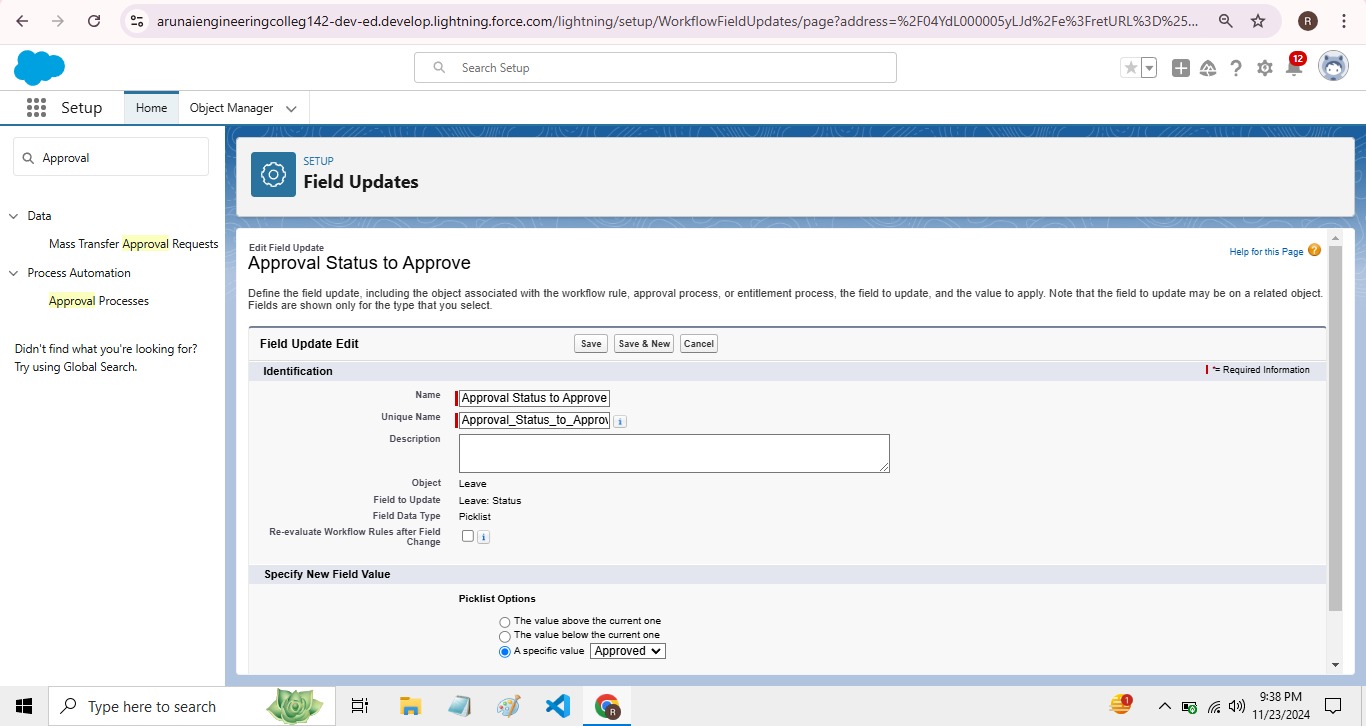 arunaiengineeringcolleg142-dev-ed.develop.lightning.force.com/lightning/setup/WorkflowFieldUpdates/page?address=%2F04YdL000005yLJd%2Fe%3FretURL%3D%25...
R
Search Setup
12
Setup
Home
Object Manager
Approval
Data
Mass Transfer Approval Requests
Process Automation
Approval Processes
Didn't find what you're looking for?
Try using Global Search.
SETUP
Field Updates
Edit Field Update
Approval Status to Approve
Help for this Page ?
Define the field update, including the object associated with the workflow rule, approval process, or entitlement process, the field to update, and the value to apply. Note that the field to update may be on a related object.
Fields are shown only for the type that you select.
Field Update Edit
Save
Save & New
Cancel
Identification
*= Required Information
Name
Approval Status to Approve
Unique Name
Approval_Status_to_Approv
i
Description
Object
Leave
Field to Update
Leave: Status
Field Data Type
Picklist
Re-evaluate Workflow Rules after Field
Change
i
Specify New Field Value
Picklist Options
The value above the current one
The value below the current one
A specific value
Approved
Type here to search
R
1
9:38 PM
11/23/2024